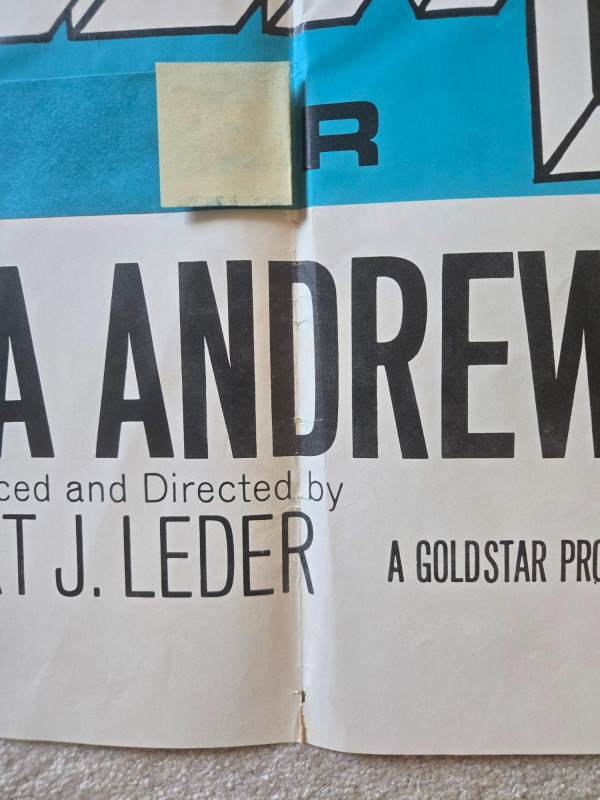 R
A ANDREW
ced and Directed by
T J. LEDER
A GOLDSTAR PRO